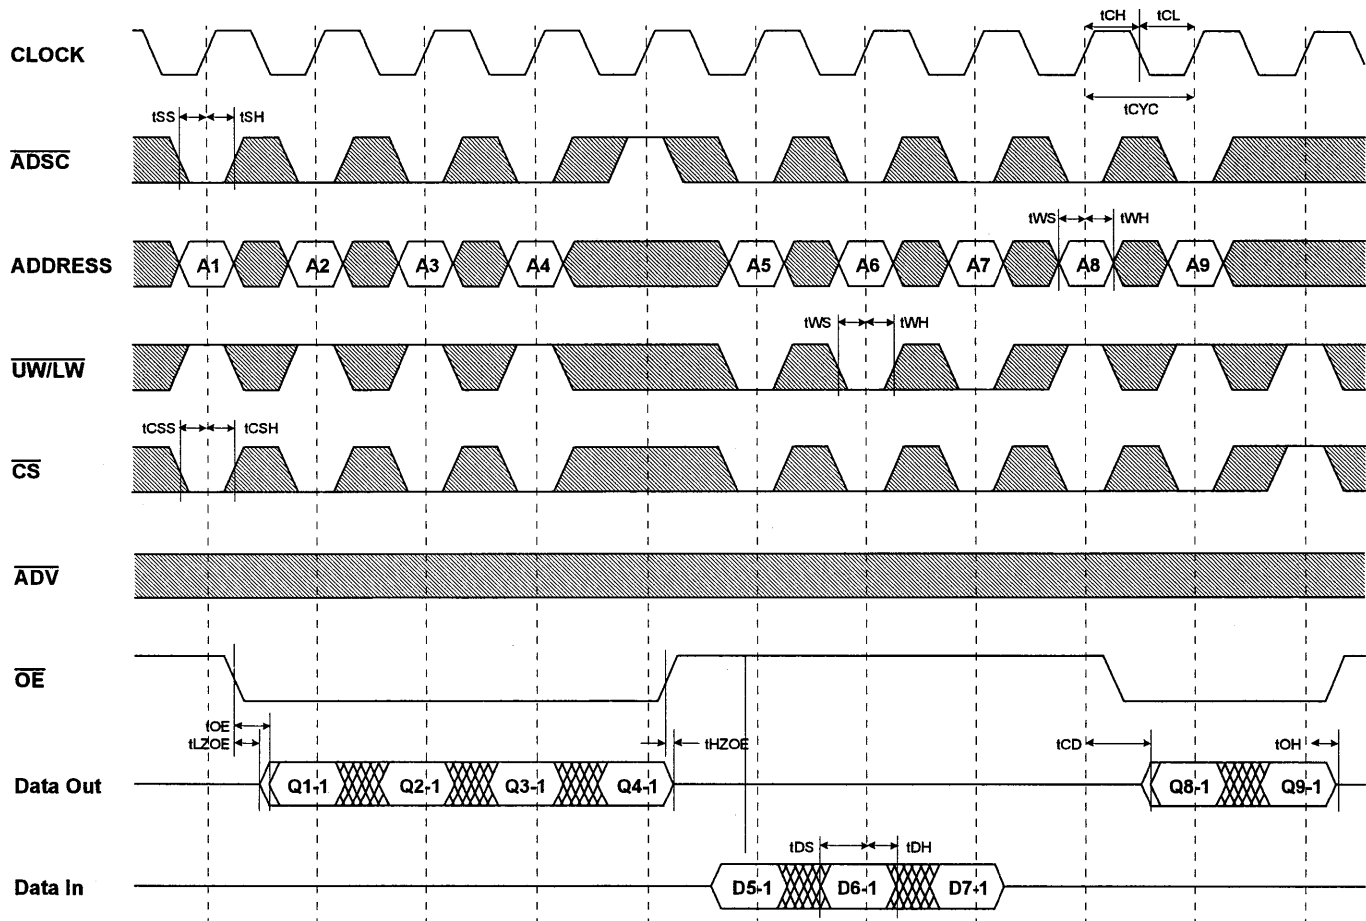 tCH tCL
CLOCK
tCYC
tSS tSH
ADSC
tWS tWH
ADDRESS A1 A2 A3 A4 A5 A6 A7 A8 A9
tWS tWH
UW/LW
tCSS tCSH
CS
ADV
OE
tOE
tLZOE tHZOE tCD tOH
Data Out Q1-1 Q2-1 Q3-1 Q4-1 Q8-1 Q9-1
tDS tDH
Data In D5-1 D6-1 D7-1